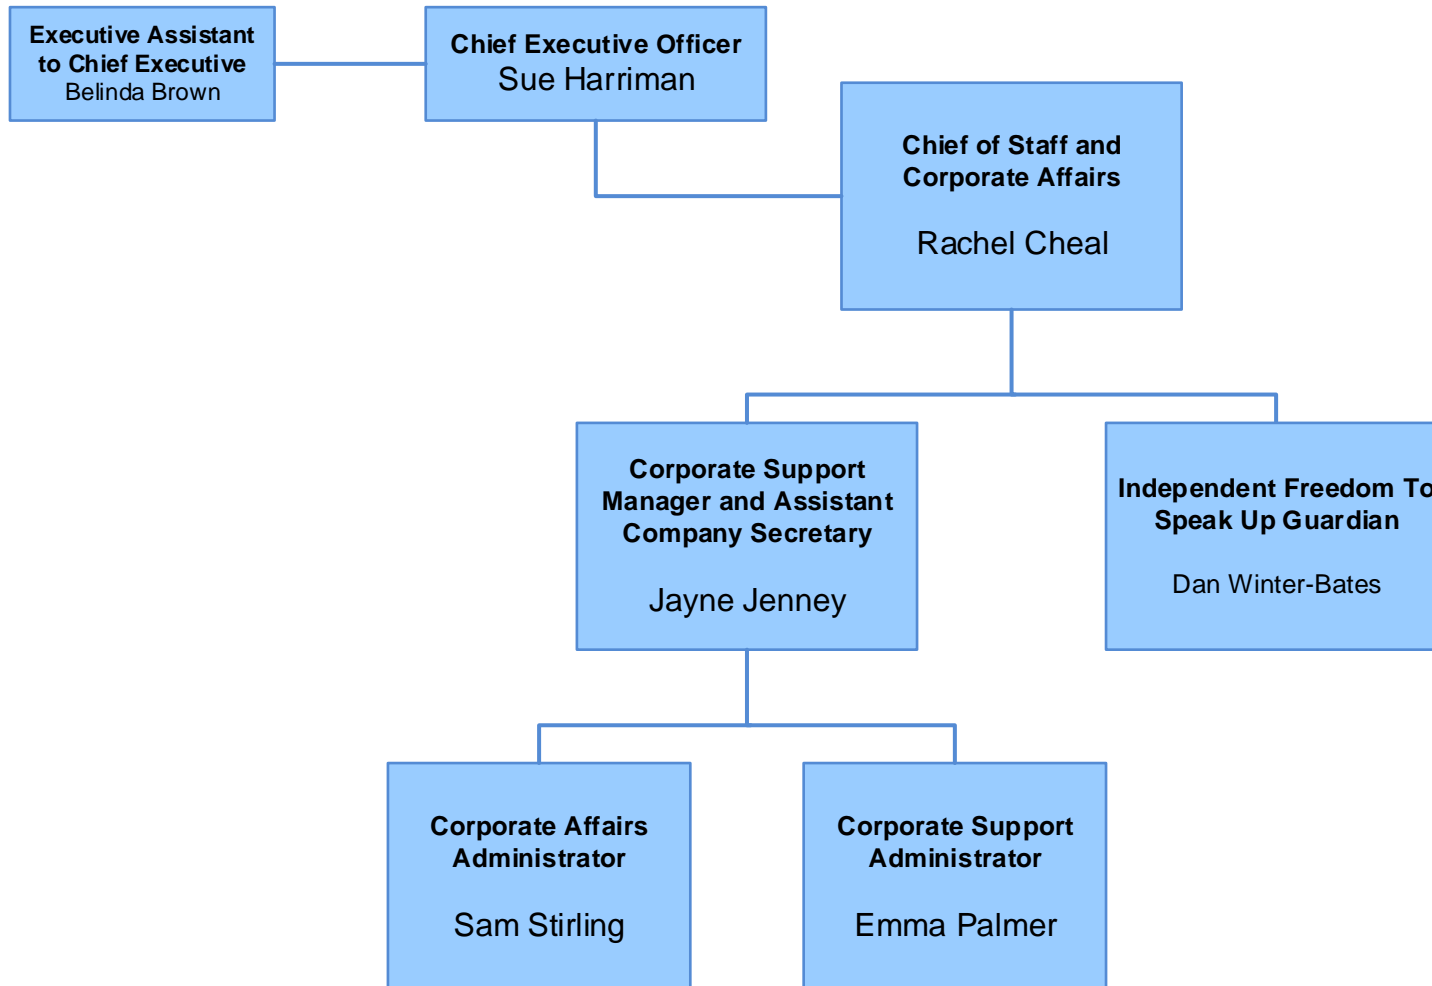 Executive Assistant
to Chief Executive
Belinda Brown
Chief Executive Officer
Sue Harriman
Chief of Staff and
Corporate Affairs
Rachel Cheal
Corporate Support
Manager and Assistant
Company Secretary
Jayne Jenney
Independent Freedom To
Speak Up Guardian
Dan Winter-Bates
Corporate Affairs
Administrator
Sam Stirling
Corporate Support
Administrator
Emma Palmer